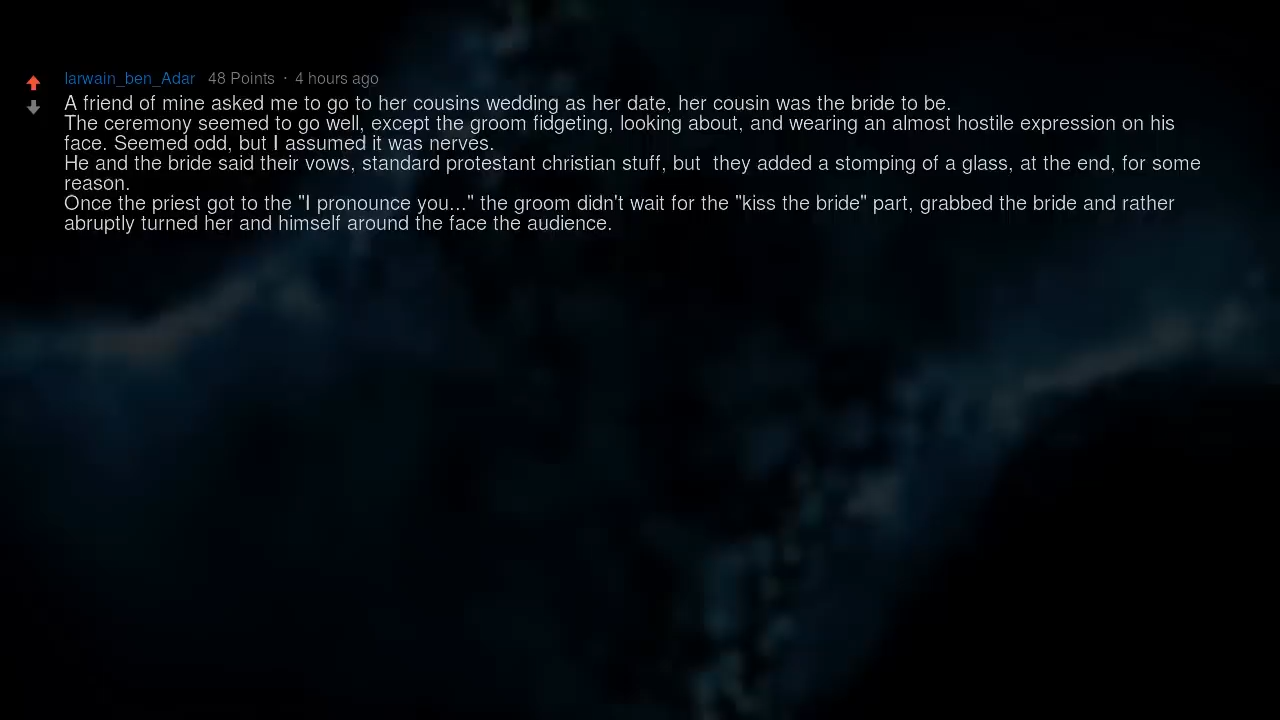 Iarwain_ben_Adar 48 Points · 4 hours ago
A friend of mine asked me to go to her cousins wedding as her date, her cousin was the bride to be.
The ceremony seemed to go well, except the groom fidgeting, looking about, and wearing an almost hostile expression on his
face. Seemed odd, but I assumed it was nerves.
He and the bride said their vows, standard protestant christian stuff, but  they added a stomping of a glass, at the end, for some
reason.
Once the priest got to the "I pronounce you..." the groom didn't wait for the "kiss the bride" part, grabbed the bride and rather
abruptly turned her and himself around the face the audience.